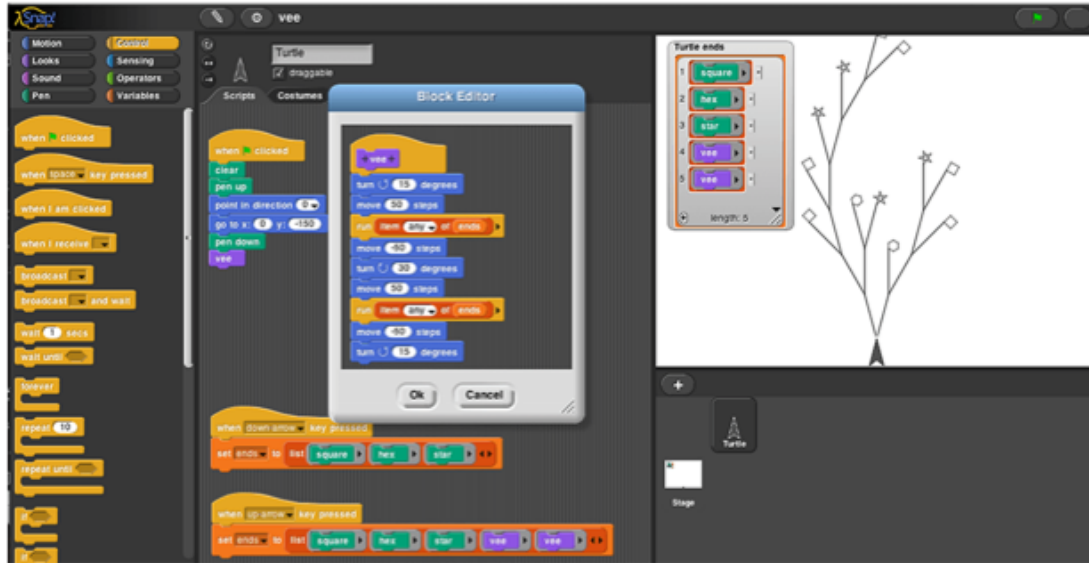 Snap!
vee
Motion
Control
Looks
Sensing
Sound
Operators
Pen
Variables
when clicked
when space key pressed
when I am clicked
when I receive
broadcast
broadcast and wait
wait 1 secs
wait until
forever
repeat 10
repeat until
if
if
Turtle
draggable
Scripts
Costumes
when clicked
clear
pen up
point in direction 0
go to x: 0 y: -150
pen down
vee
when down arrow key pressed
set ends to list square hex star
when up arrow key pressed
set ends to list square hex star vee vee
Block Editor
+ vee +
turn 15 degrees
move 50 steps
run item any of ends
move -50 steps
turn 30 degrees
move 50 steps
run item any of ends
move -50 steps
turn 15 degrees
Ok
Cancel
Turtle ends
1 square
2 hex
3 star
4 vee
5 vee
+ length: 5
Turtle
Stage